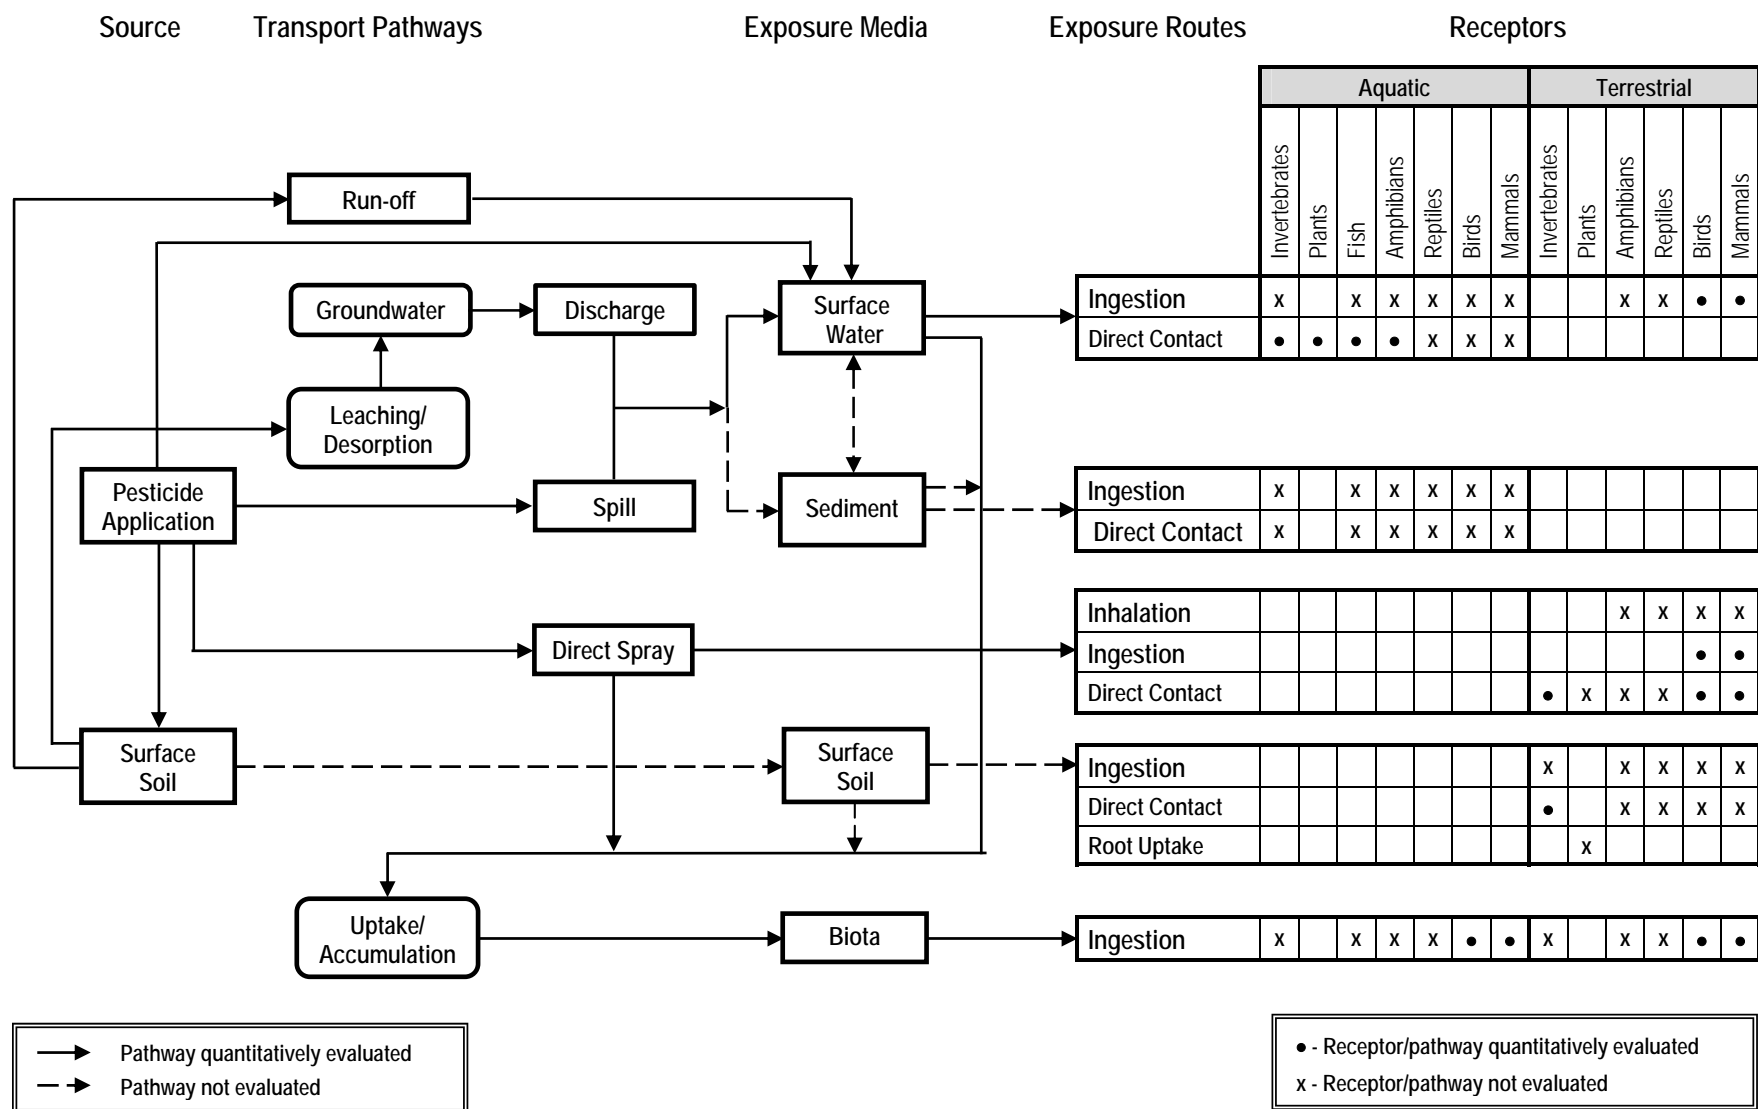 Source Transport Pathways Exposure Media Exposure Routes Receptors
Aquatic Terrestrial
Invertebrates Plants Fish Amphibians Reptiles Birds Mammals Invertebrates Plants Amphibians Reptiles Birds Mammals
Run-off
Groundwater Discharge Surface
Water
Leaching/
Desorption
Pesticide
Application
Spill
Sediment
Direct Spray
Surface
Soil
Surface
Soil
Uptake/
Accumulation
Biota
Ingestion x x x x x x x x ● ●
Direct Contact ● ● ● ● x x x
Ingestion x x x x x x
Direct Contact x x x x x x
Inhalation x x x x
Ingestion ● ●
Direct Contact ● x x x ● ●
Ingestion x x x x x
Direct Contact ● x x x x
Root Uptake x
Ingestion x x x x ● ● x x x ● ●
Pathway quantitatively evaluated
Pathway not evaluated
● - Receptor/pathway quantitatively evaluated
x - Receptor/pathway not evaluated